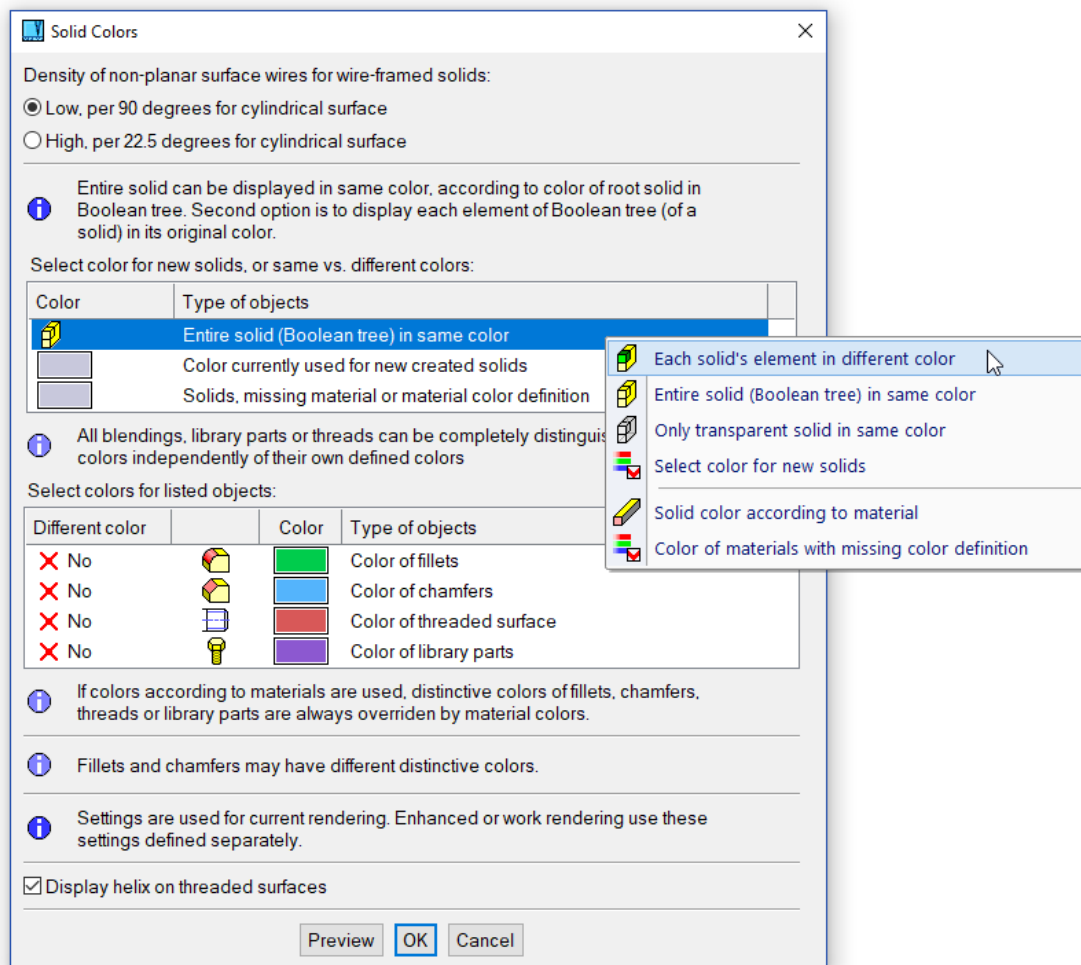 Solid Colors
Density of non-planar surface wires for wire-framed solids:
Low, per 90 degrees for cylindrical surface
High, per 22.5 degrees for cylindrical surface
Entire solid can be displayed in same color, according to color of root solid in
Boolean tree. Second option is to display each element of Boolean tree (of a
solid) in its original color.
Select color for new solids, or same vs. different colors:
Color Type of objects
Entire solid (Boolean tree) in same color
Color currently used for new created solids
Solids, missing material or material color definition
Each solid's element in different color
Entire solid (Boolean tree) in same color
Only transparent solid in same color
Select color for new solids
Solid color according to material
Color of materials with missing color definition
All blendings, library parts or threads can be completely distinguis
colors independently of their own defined colors
Select colors for listed objects:
Different color Color Type of objects
No Color of fillets
No Color of chamfers
No Color of threaded surface
No Color of library parts
If colors according to materials are used, distinctive colors of fillets, chamfers,
threads or library parts are always overriden by material colors.
Fillets and chamfers may have different distinctive colors.
Settings are used for current rendering. Enhanced or work rendering use these
settings defined separately.
Display helix on threaded surfaces
Preview OK Cancel